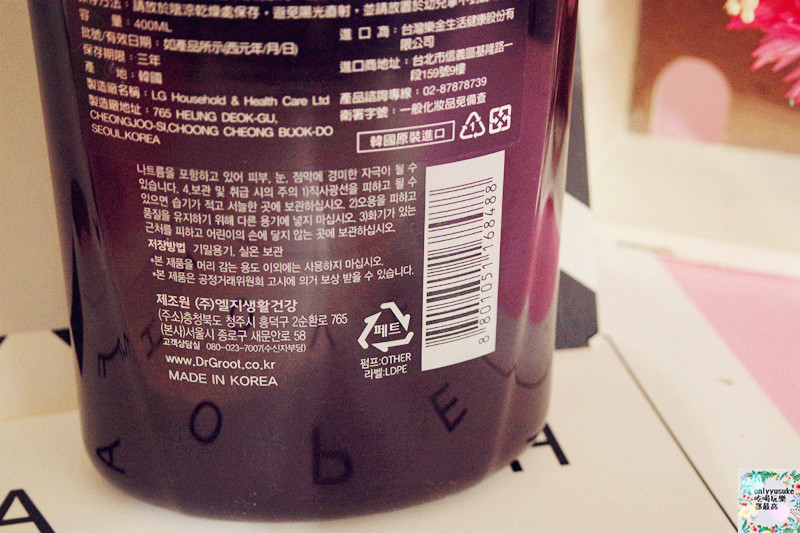 保存方法：請放於陰涼乾燥處保存，避免陽光直射，並請放置於幼兒拿不到
容 量：400ML
批號/有效日期：如產品所示(西元年/月/日)
保存期限：三年
產 地：韓國
製造廠名稱：LG Household & Health Care Ltd
製造廠地址：765 HEUNG DEOK-GU,
CHEONGJOO-SI,CHOONG CHEONG BUOK-DO
SEOUL,KOREA
進 口 商：台灣樂金生活健康股份有
限公司
進口商地址：台北市信義區基隆路一
段159號9樓
產品諮詢專線：02-87878739
衛署字號：一般化妝品免備查
韓國原裝進口
1
나트륨을 포함하고 있어 피부, 눈, 점막에 경미한 자극이 될 수
있습니다. 4.보관 및 취급 시의 주의 1)직사광선을 피하고 될 수
있으면 습기가 적고 서늘한 곳에 보관하십시오. 2)오용을 피하고
품질을 유지하기 위해 다른 용기에 넣지 마십시오. 3)화기가 있는
근처를 피하고 어린이의 손에 닿지 않는 곳에 보관하십시오.
저장방법 기밀용기, 실온 보관
*본 제품을 머리 감는 용도 이외에는 사용하지 마십시오.
*본 제품은 공정거래위원회 고시에 의거 보상 받을 수 있습니다.
제조원 (주)엘지생활건강
(주소)충청북도 청주시 흥덕구 2순환로 765
(본사)서울시 종로구 새문안로 58
고객상담실 080-023-7007(수신자부담)
www.DrGroot.co.kr
MADE IN KOREA
페트
펌프:OTHER
라벨:LDPE
8 801051 168488
A O P E
A
A
onlyyusuke
吃喝玩樂
部最高